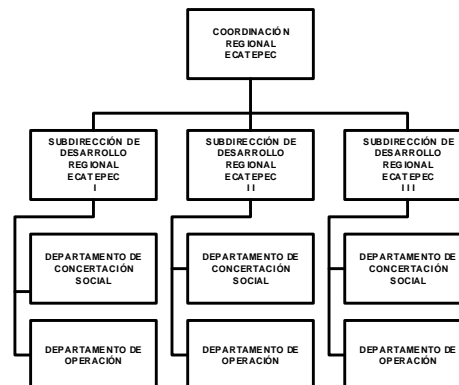 COORDINACIÓN
REGIONAL
ECATEPEC
SUBDIRECCIÓN DE
DESARROLLO
REGIONAL
ECATEPEC
I
SUBDIRECCIÓN DE
DESARROLLO
REGIONAL
ECATEPEC
II
SUBDIRECCIÓN DE
DESARROLLO
REGIONAL
ECATEPEC
III
DEPARTAMENTO DE
CONCERTACIÓN
SOCIAL
DEPARTAMENTO DE
CONCERTACIÓN
SOCIAL
DEPARTAMENTO DE
CONCERTACIÓN
SOCIAL
DEPARTAMENTO DE
OPERACIÓN
DEPARTAMENTO DE
OPERACIÓN
DEPARTAMENTO DE
OPERACIÓN